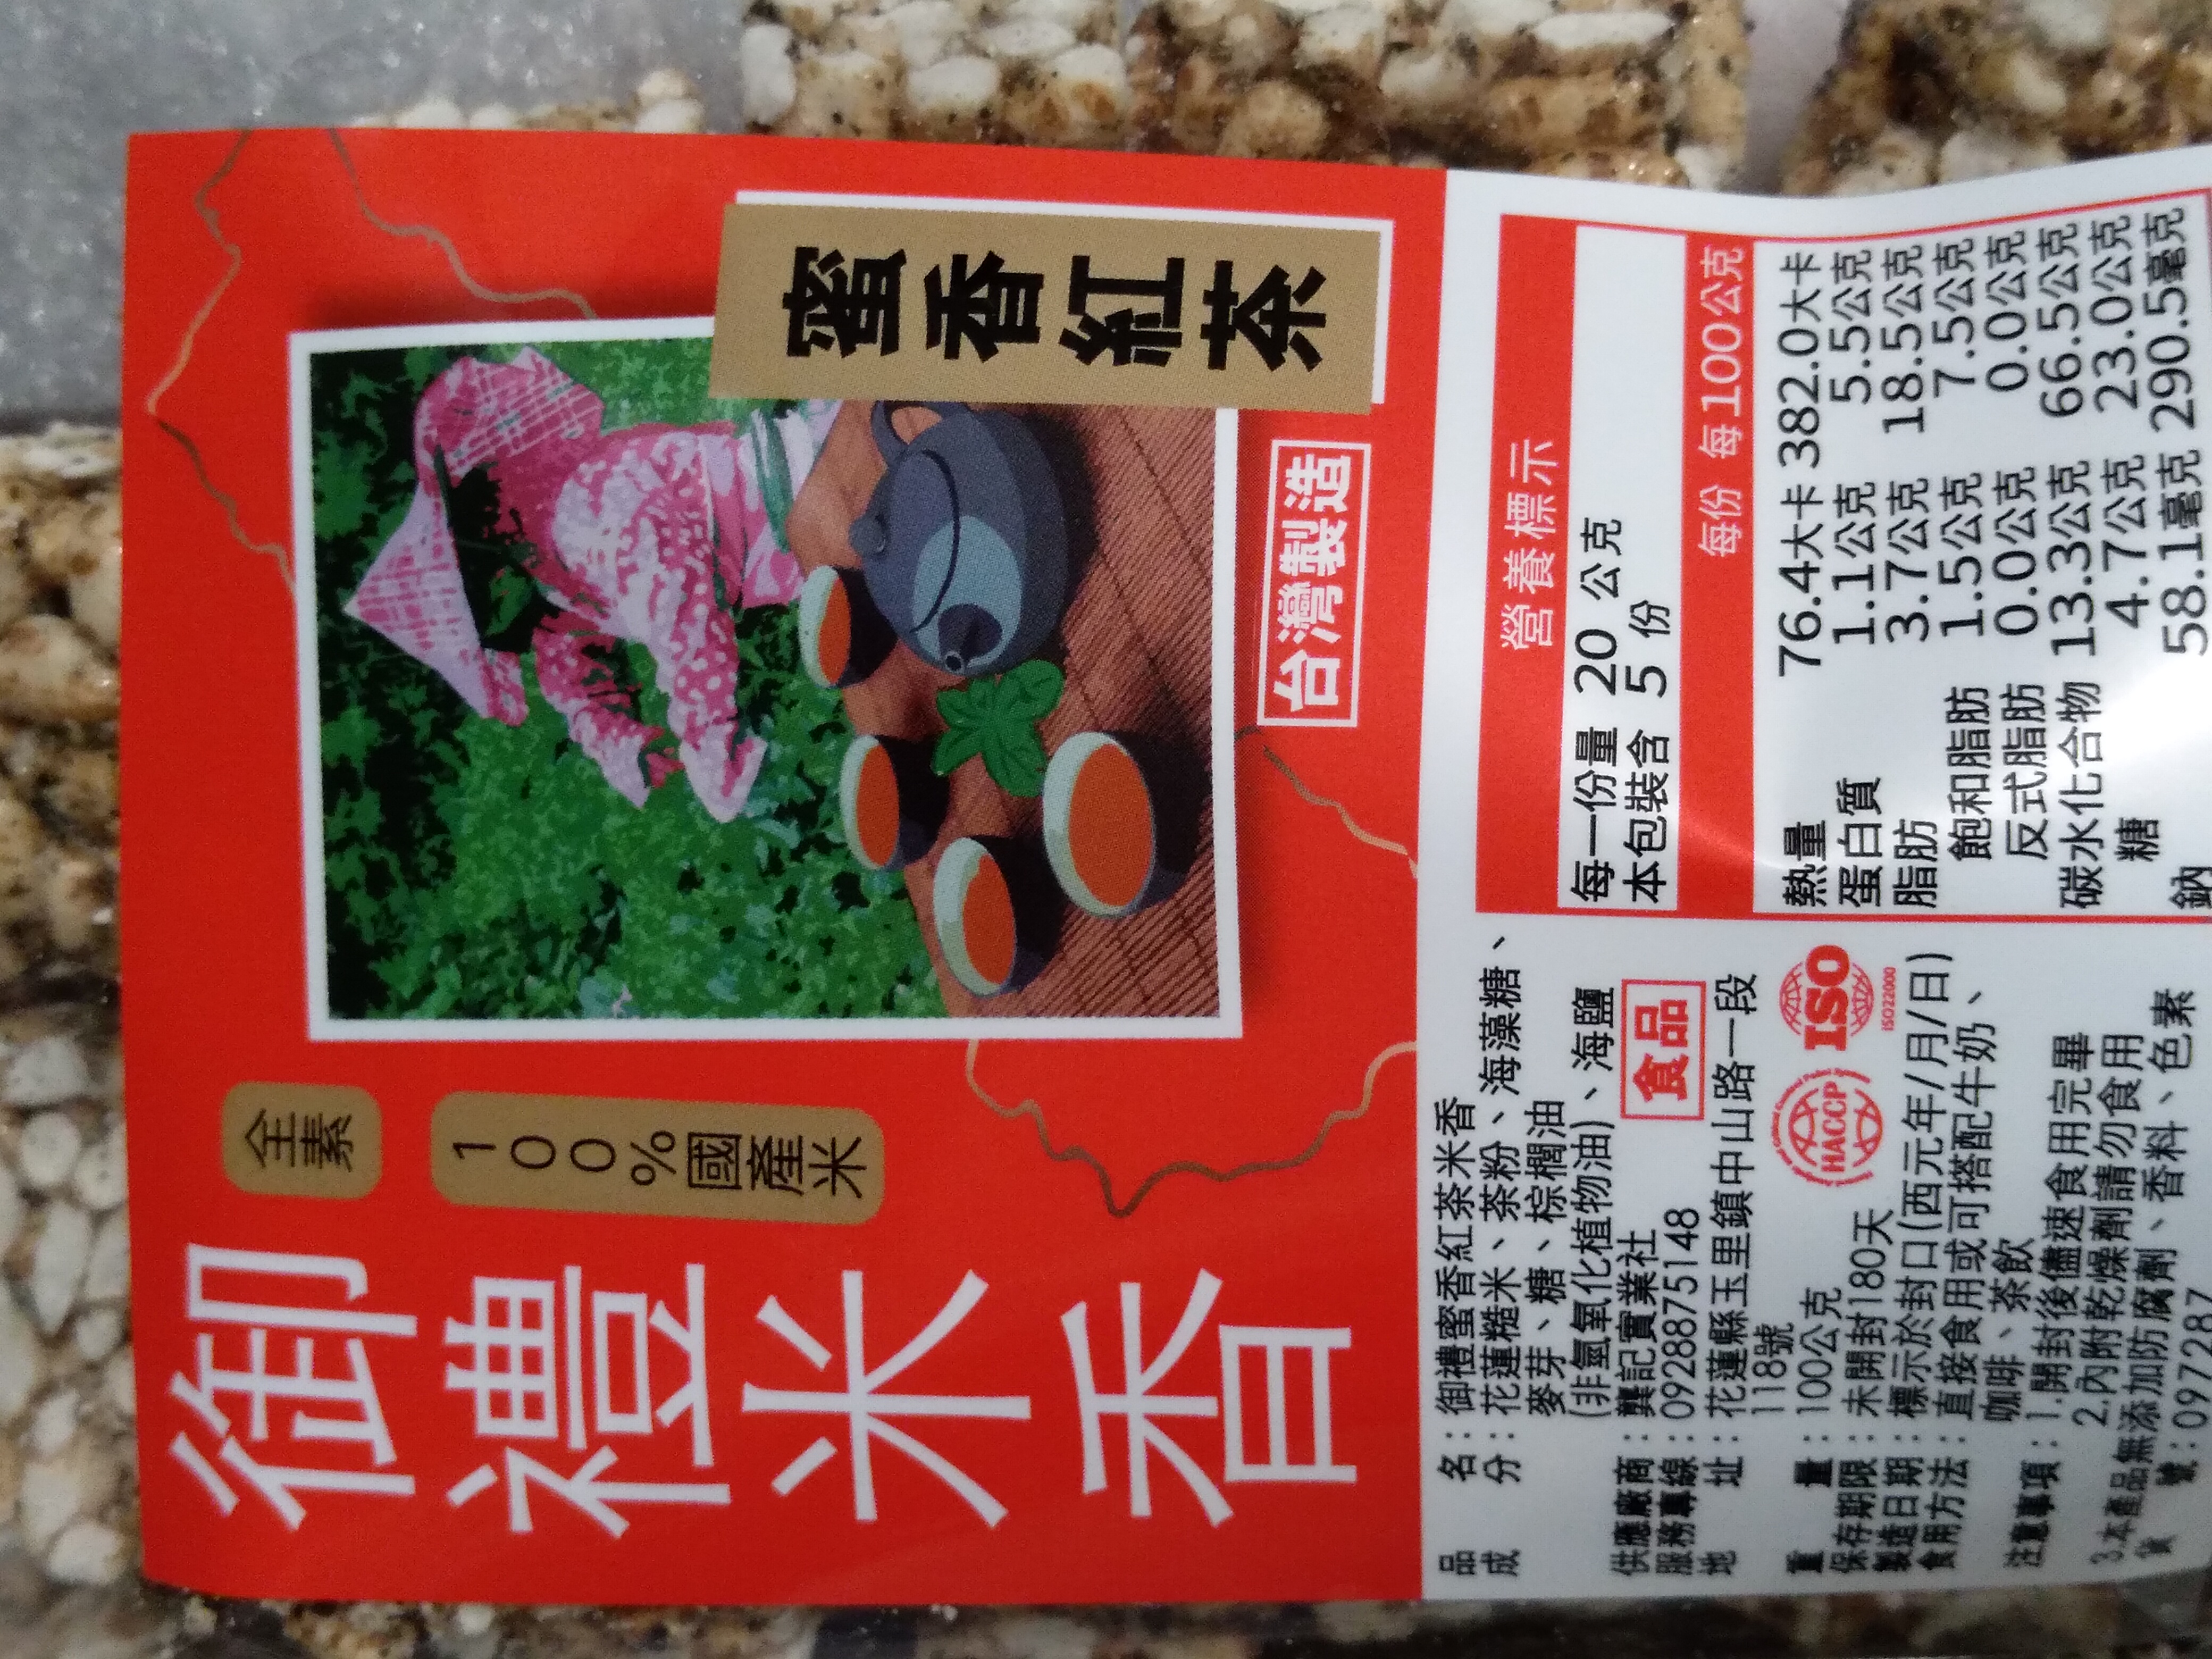 御禮米香
全素
100%國產米
蜜香紅茶
台灣製造
品名：御禮蜜香紅茶米香
成分：花蓮糙米、茶粉、海藻糖、
麥芽、糖、棕櫚油
(非氫氧化植物油)、海鹽
供應廠商：龔記實業社
服務專線：0928875148
地址：花蓮縣玉里鎮中山路一段
118號
食品
重量：100公克
保存期限：未開封180天
製造日期：標示於封口(西元年/月/日)
食用方法：直接食用或可搭配牛奶、
咖啡、茶飲
注意事項：1.開封後儘速食用完畢
2.內附乾燥劑請勿食用
3.本產品無添加防腐劑、香料、色素
HACCP
ISO
ISO22000
營養標示
每一份量 20 公克
本包裝含 5 份
每份 每100公克
熱量 76.4大卡 382.0大卡
蛋白質 1.1公克 5.5公克
脂肪 3.7公克 18.5公克
飽和脂肪 1.5公克 7.5公克
反式脂肪 0.0公克 0.0公克
碳水化合物 13.3公克 66.5公克
糖 4.7公克 23.0公克
鈉 58.1毫克 290.5毫克